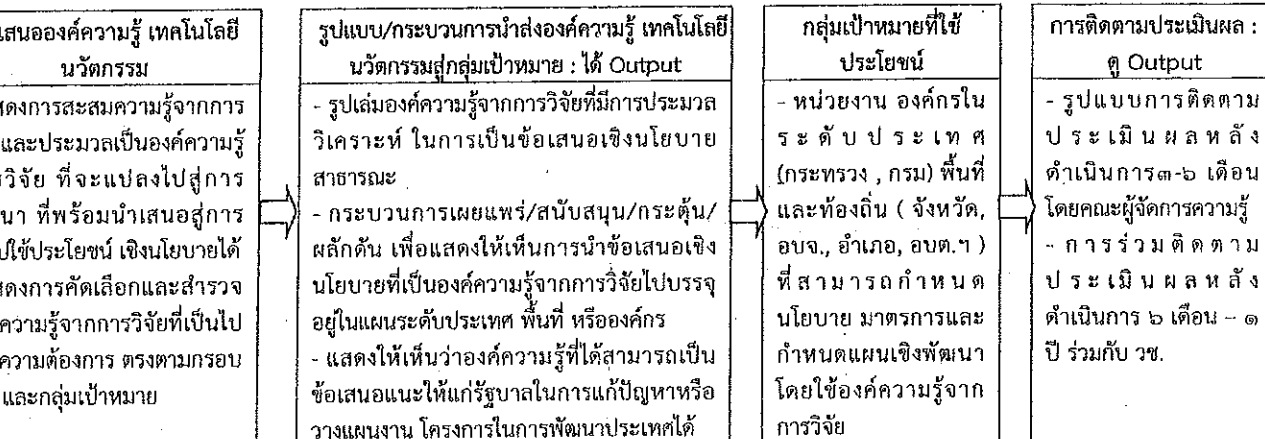 เสนอองค์ความรู้ เทคโนโลยี
นวัตกรรม
สดงการสะสมความรู้จากการ
และประมวลเป็นองค์ความรู้
รวิจัย ที่จะแปลงไปสู่การ
นา ที่พร้อมนำเสนอสู่การ
ปใช้ประโยชน์ เชิงนโยบายได้
สดงการคัดเลือกและสำรวจ
ความรู้จากการวิจัยที่เป็นไป
ความต้องการ ตรงตามกรอบ
และกลุ่มเป้าหมาย
รูปแบบ/กระบวนการนำส่งองค์ความรู้ เทคโนโลยี
นวัตกรรมสู่กลุ่มเป้าหมาย : ได้ Output
- รูปเล่มองค์ความรู้จากการวิจัยที่มีการประมวล
วิเคราะห์ ในการเป็นข้อเสนอเชิงนโยบาย
สาธารณะ
- กระบวนการเผยแพร่/สนับสนุน/กระตุ้น/
ผลักดัน เพื่อแสดงให้เห็นการนำข้อเสนอเชิง
นโยบายที่เป็นองค์ความรู้จากการวิจัยไปบรรจุ
อยู่ในแผนระดับประเทศ พื้นที่ หรือองค์กร
- แสดงให้เห็นว่าองค์ความรู้ที่ได้สามารถเป็น
ข้อเสนอแนะให้แก่รัฐบาลในการแก้ปัญหาหรือ
วางแผนงาน โครงการในการพัฒนาประเทศได้
กลุ่มเป้าหมายที่ใช้
ประโยชน์
- หน่วยงาน องค์กรใน
ระดับประเทศ
(กระทรวง , กรม) พื้นที่
และท้องถิ่น ( จังหวัด,
อบจ., อำเภอ, อบต.ฯ )
ที่สามารถกำหนด
นโยบาย มาตรการและ
กำหนดแผนเชิงพัฒนา
โดยใช้องค์ความรู้จาก
การวิจัย
การติดตามประเมินผล :
ดู Output
- รูปแบบการติดตาม
ประเมินผลหลัง
ดำเนินการ๓-๖ เดือน
โดยคณะผู้จัดการความรู้
- การร่วมติดตาม
ประเมินผลหลัง
ดำเนินการ ๖ เดือน – ๑
ปี ร่วมกับ วช.